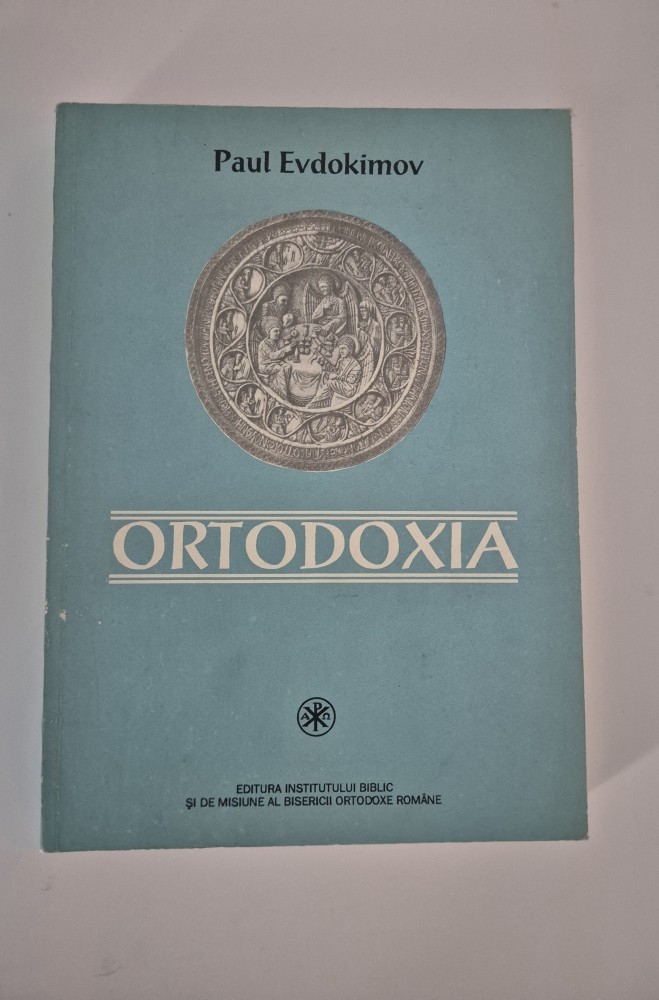 Paul Evdokimov
ORTODOXIA
Α Ρ Ω
EDITURA INSTITUTULUI BIBLIC
ŞI DE MISIUNE AL BISERICII ORTODOXE ROMÂNE